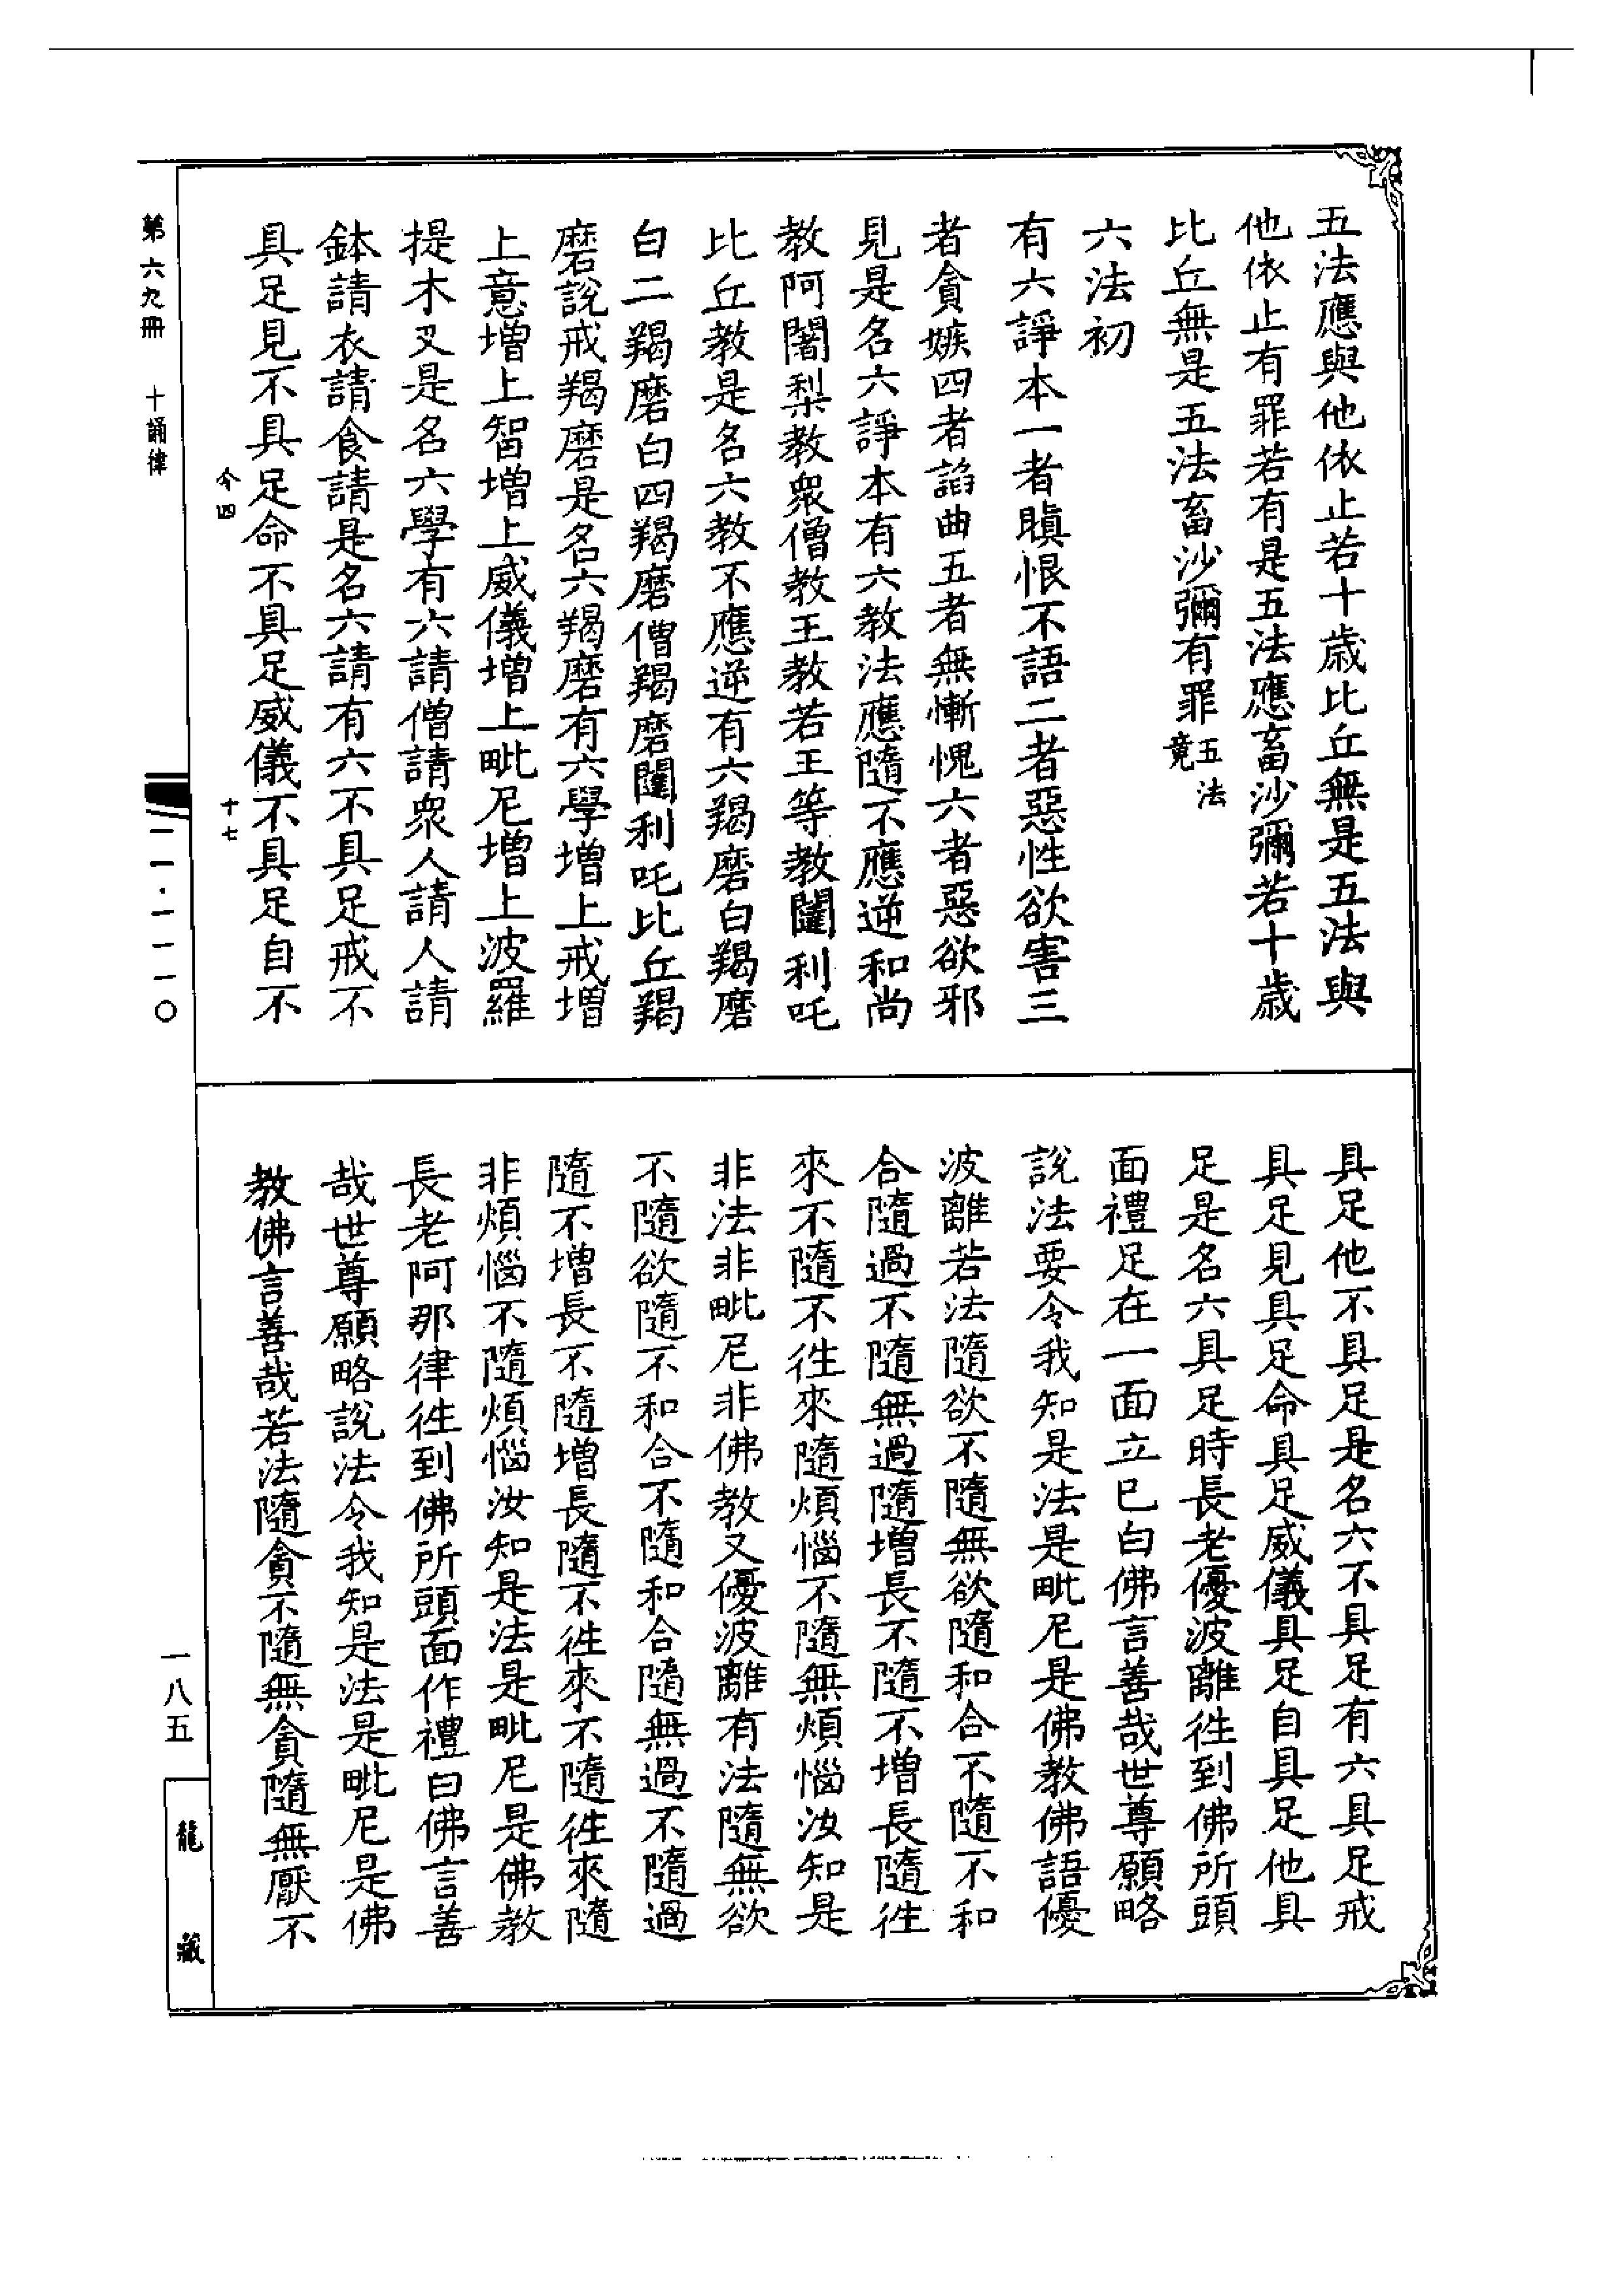 五法應與他依止若十歲比丘無是五法與
他依止有罪若有是五法應畜沙彌若十歲
比丘無是五法畜沙彌有罪五法竟
六法初
有六諍本一者瞋恨不語二者惡性欲害三
者貪嫉四者諂曲五者無慚愧六者惡欲邪
見是名六諍本有六教法應隨不應逆和尚
教阿闍梨教眾僧教王教若王等教闥利吒
比丘教是名六教不應逆有六羯磨白羯磨
白二羯磨白四羯磨僧羯磨闥利吒比丘羯
磨說戒羯磨是名六羯磨有六學增上戒增
上意增上智增上威儀增上毗尼增上波羅
提木叉是名六學有六請僧請眾人請人請
鉢請衣請食請是名六請有六不具足戒不
具足見不具足命不具足威儀不具足自不
今四
十七
具足他不具足是名六不具足有六具足戒
具足見具足命具足威儀具足自具足他具
足是名六具足時長老優波離徃到佛所頭
面禮足在一面立已白佛言善哉世尊願略
說法要令我知是法是毗尼是佛教佛語優
波離若法隨欲不隨無欲隨和合不隨不和
合隨過不隨無過隨增長不隨不增長隨徃
來不隨不徃來隨煩惱不隨無煩惱汝知是
非法非毗尼非佛教又優波離有法隨無欲
不隨欲隨不和合不隨和合隨無過不隨過
隨不增長不隨增長隨不徃來不隨徃來隨
非煩惱不隨煩惱汝知是法是毗尼是佛教
長老阿那律徃到佛所頭面作禮白佛言善
哉世尊願略說法令我知是法是毗尼是佛
教佛言善哉若法隨貪不隨無貪隨無厭不
第六九冊 十誦律
一一·一一一〇
一八五
龍藏